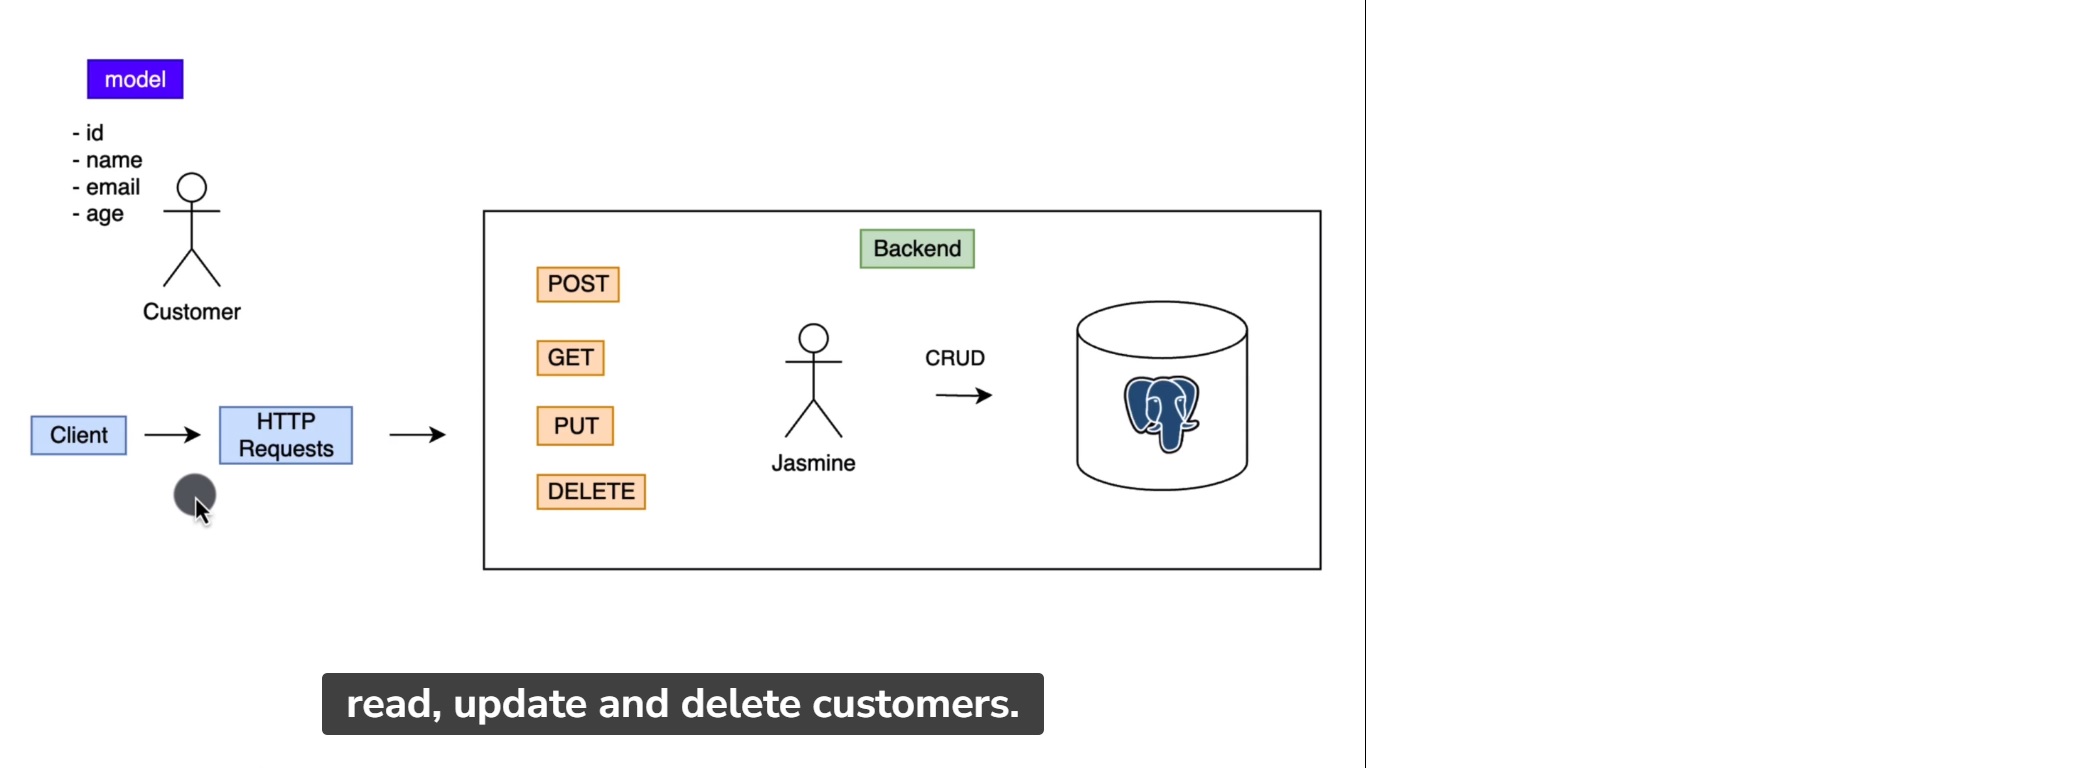 model
- id
- name
- email
- age
Customer
Client
HTTP
Requests
Backend
POST
GET
PUT
DELETE
Jasmine
CRUD
read, update and delete customers.